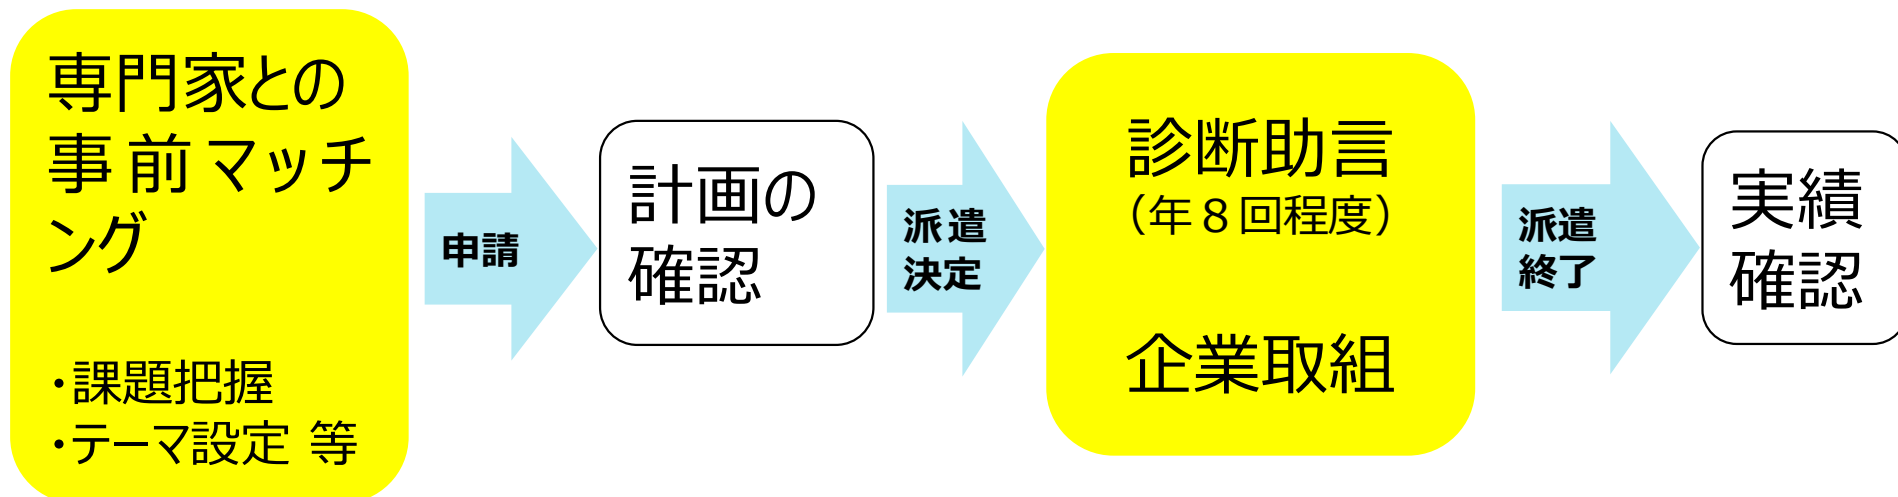 専門家との
事前マッチ
ング
・課題把握
・テーマ設定 等
申請
計画の
確認
派遣
決定
診断助言
（年８回程度）
企業取組
派遣
終了
実績
確認